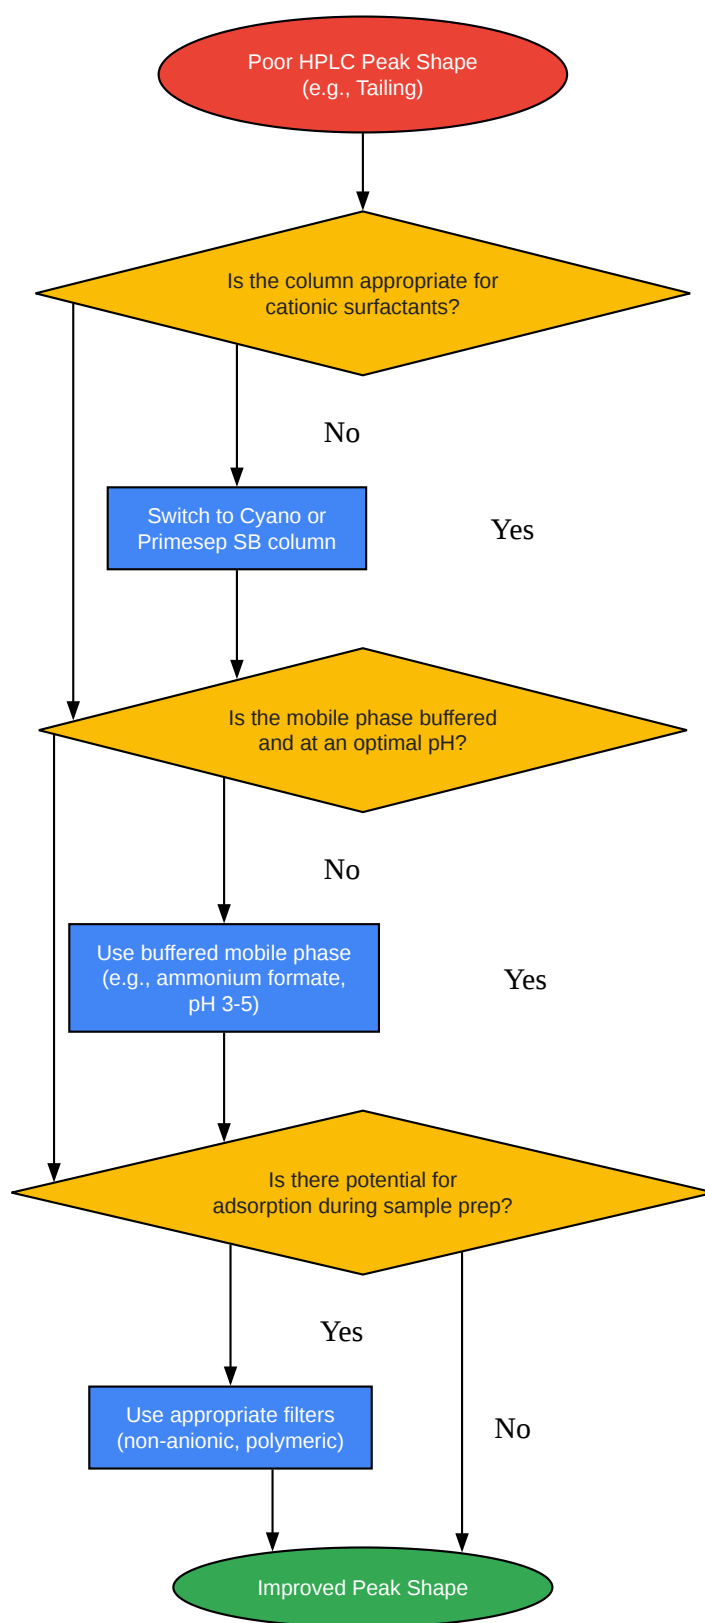 Poor HPLC Peak Shape
(e.g., Tailing)
Is the column appropriate for
cationic surfactants?
No
Switch to Cyano or
Primesep SB column
Yes
Is the mobile phase buffered
and at an optimal pH?
No
Use buffered mobile phase
(e.g., ammonium formate,
pH 3-5)
Yes
Is there potential for
adsorption during sample prep?
Yes
Use appropriate filters
(non-anionic, polymeric)
No
Improved Peak Shape